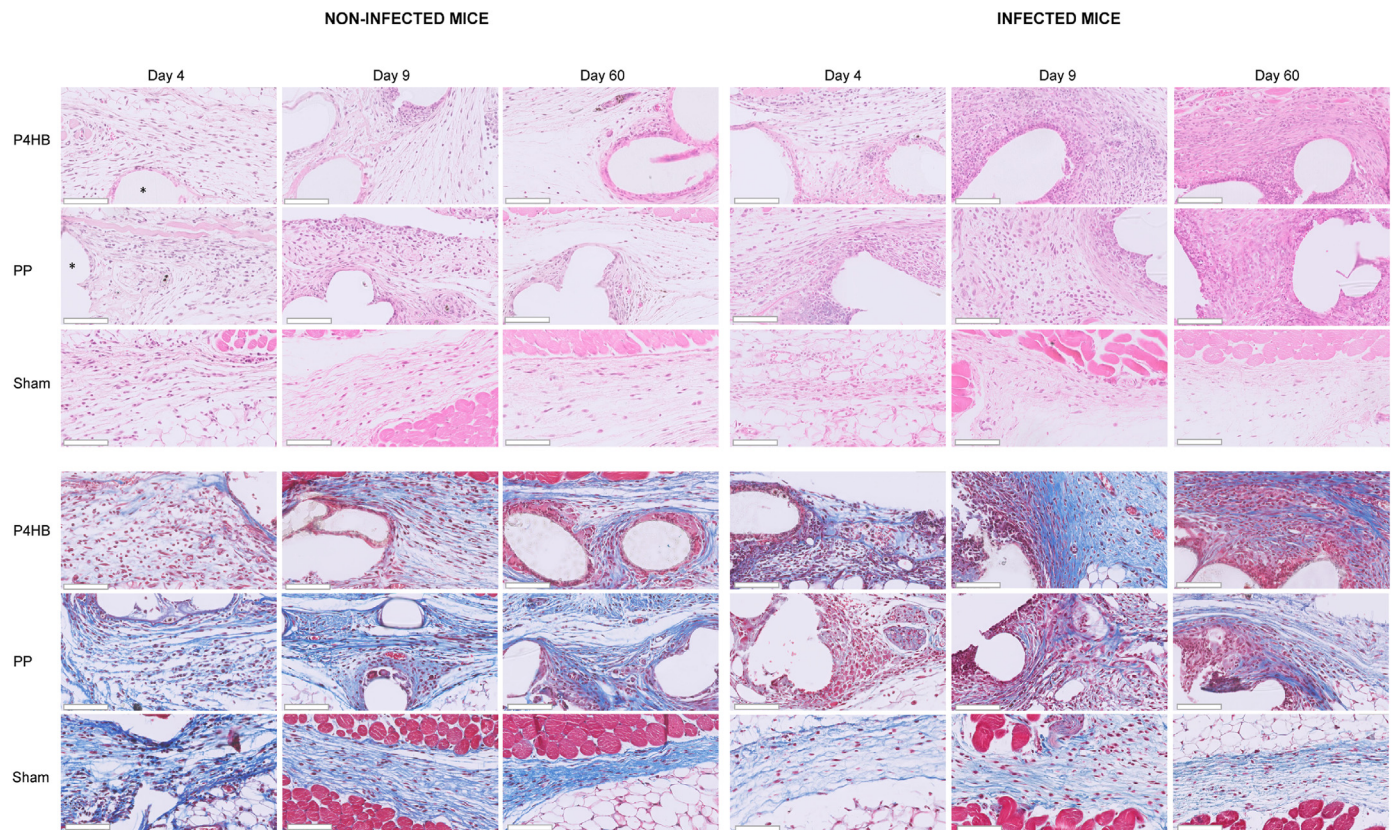 NON-INFECTED MICE INFECTED MICE
Day 4 Day 9 Day 60 Day 4 Day 9 Day 60
P4HB
*
PP
*
Sham
P4HB
PP
Sham